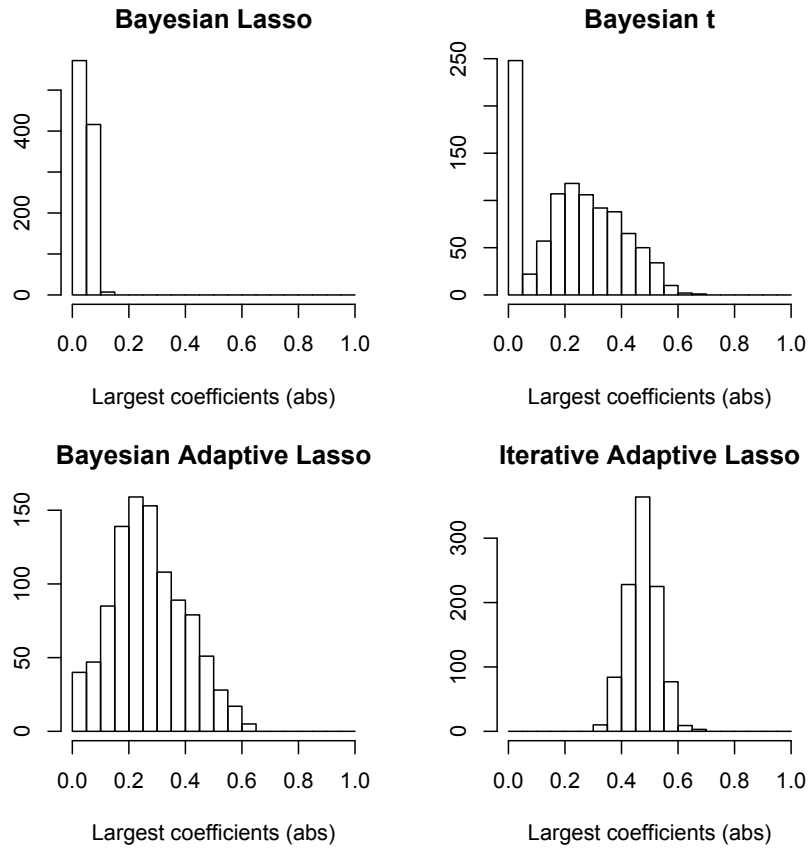 Bayesian Lasso
0 200 400
0.0 0.2 0.4 0.6 0.8 1.0
Largest coefficients (abs)
Bayesian t
0 50 150 250
0.0 0.2 0.4 0.6 0.8 1.0
Largest coefficients (abs)
Bayesian Adaptive Lasso
0 50 100 150
0.0 0.2 0.4 0.6 0.8 1.0
Largest coefficients (abs)
Iterative Adaptive Lasso
0 100 200 300
0.0 0.2 0.4 0.6 0.8 1.0
Largest coefficients (abs)